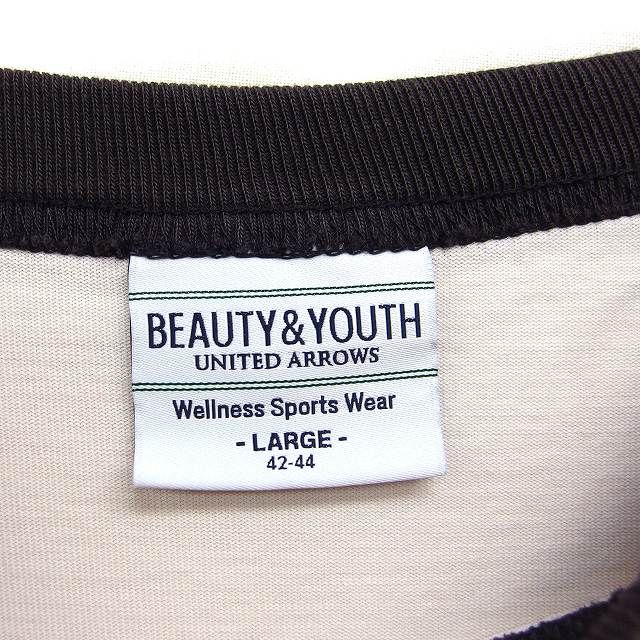 BEAUTY&YOUTH
UNITED ARROWS
Wellness Sports Wear
- LARGE -
42-44